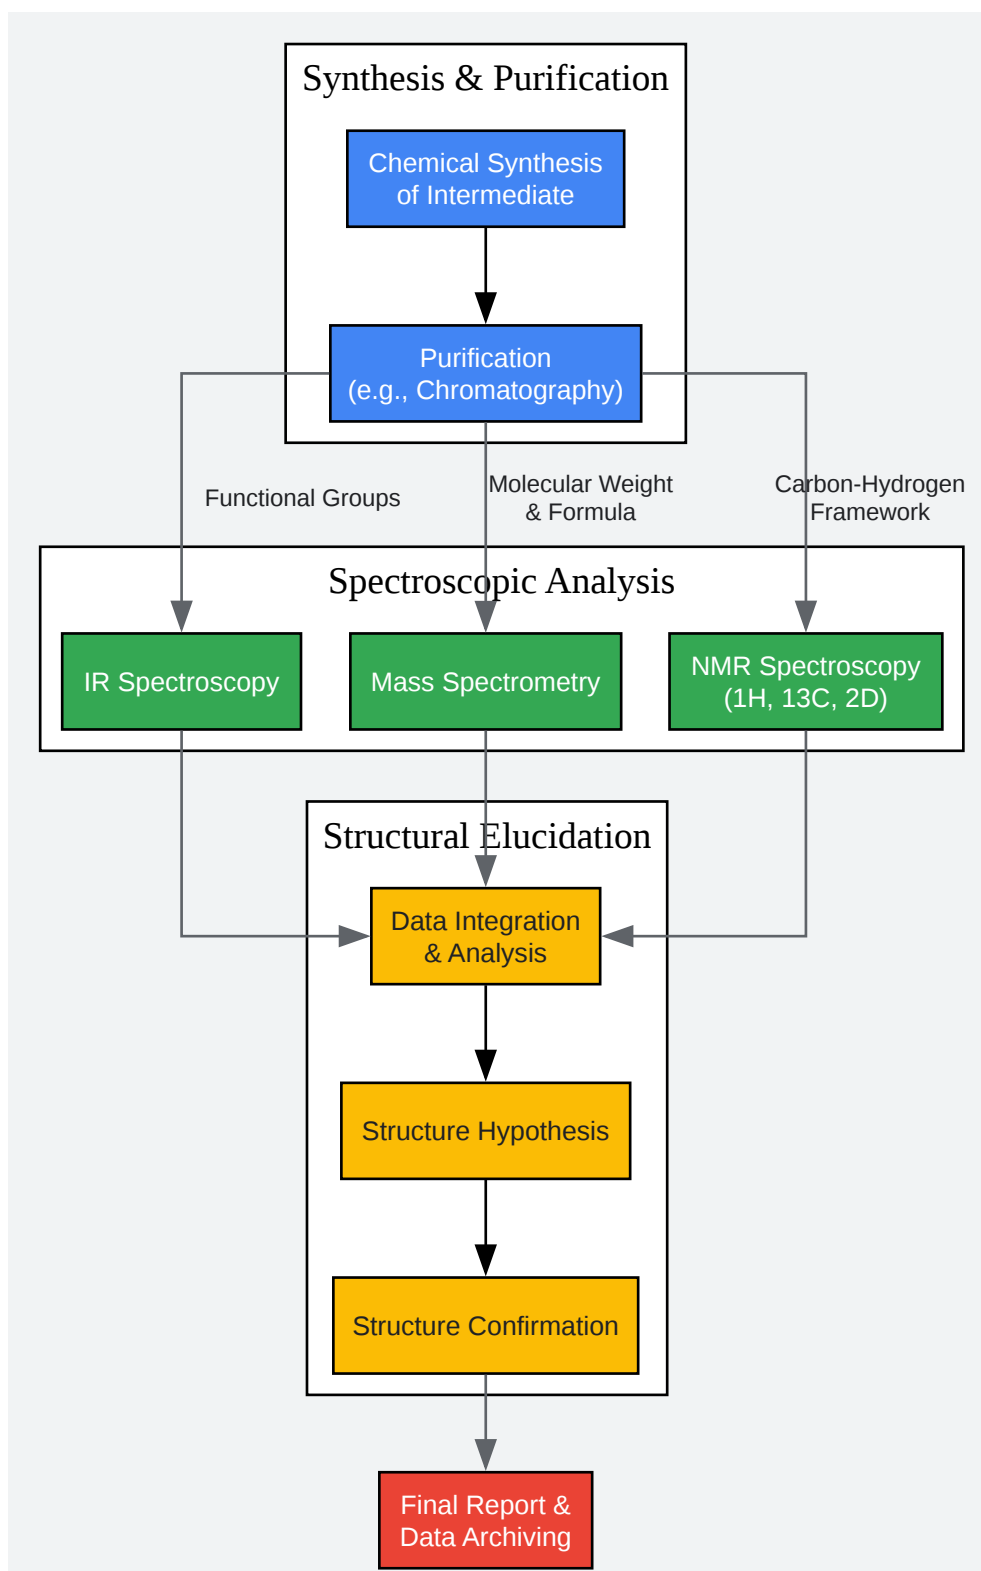 Synthesis & Purification
Chemical Synthesis
of Intermediate
Purification
(e.g., Chromatography)
Functional Groups
Molecular Weight
& Formula
Carbon-Hydrogen
Framework
Spectroscopic Analysis
IR Spectroscopy
Mass Spectrometry
NMR Spectroscopy
(1H, 13C, 2D)
Structural Elucidation
Data Integration
& Analysis
Structure Hypothesis
Structure Confirmation
Final Report &
Data Archiving